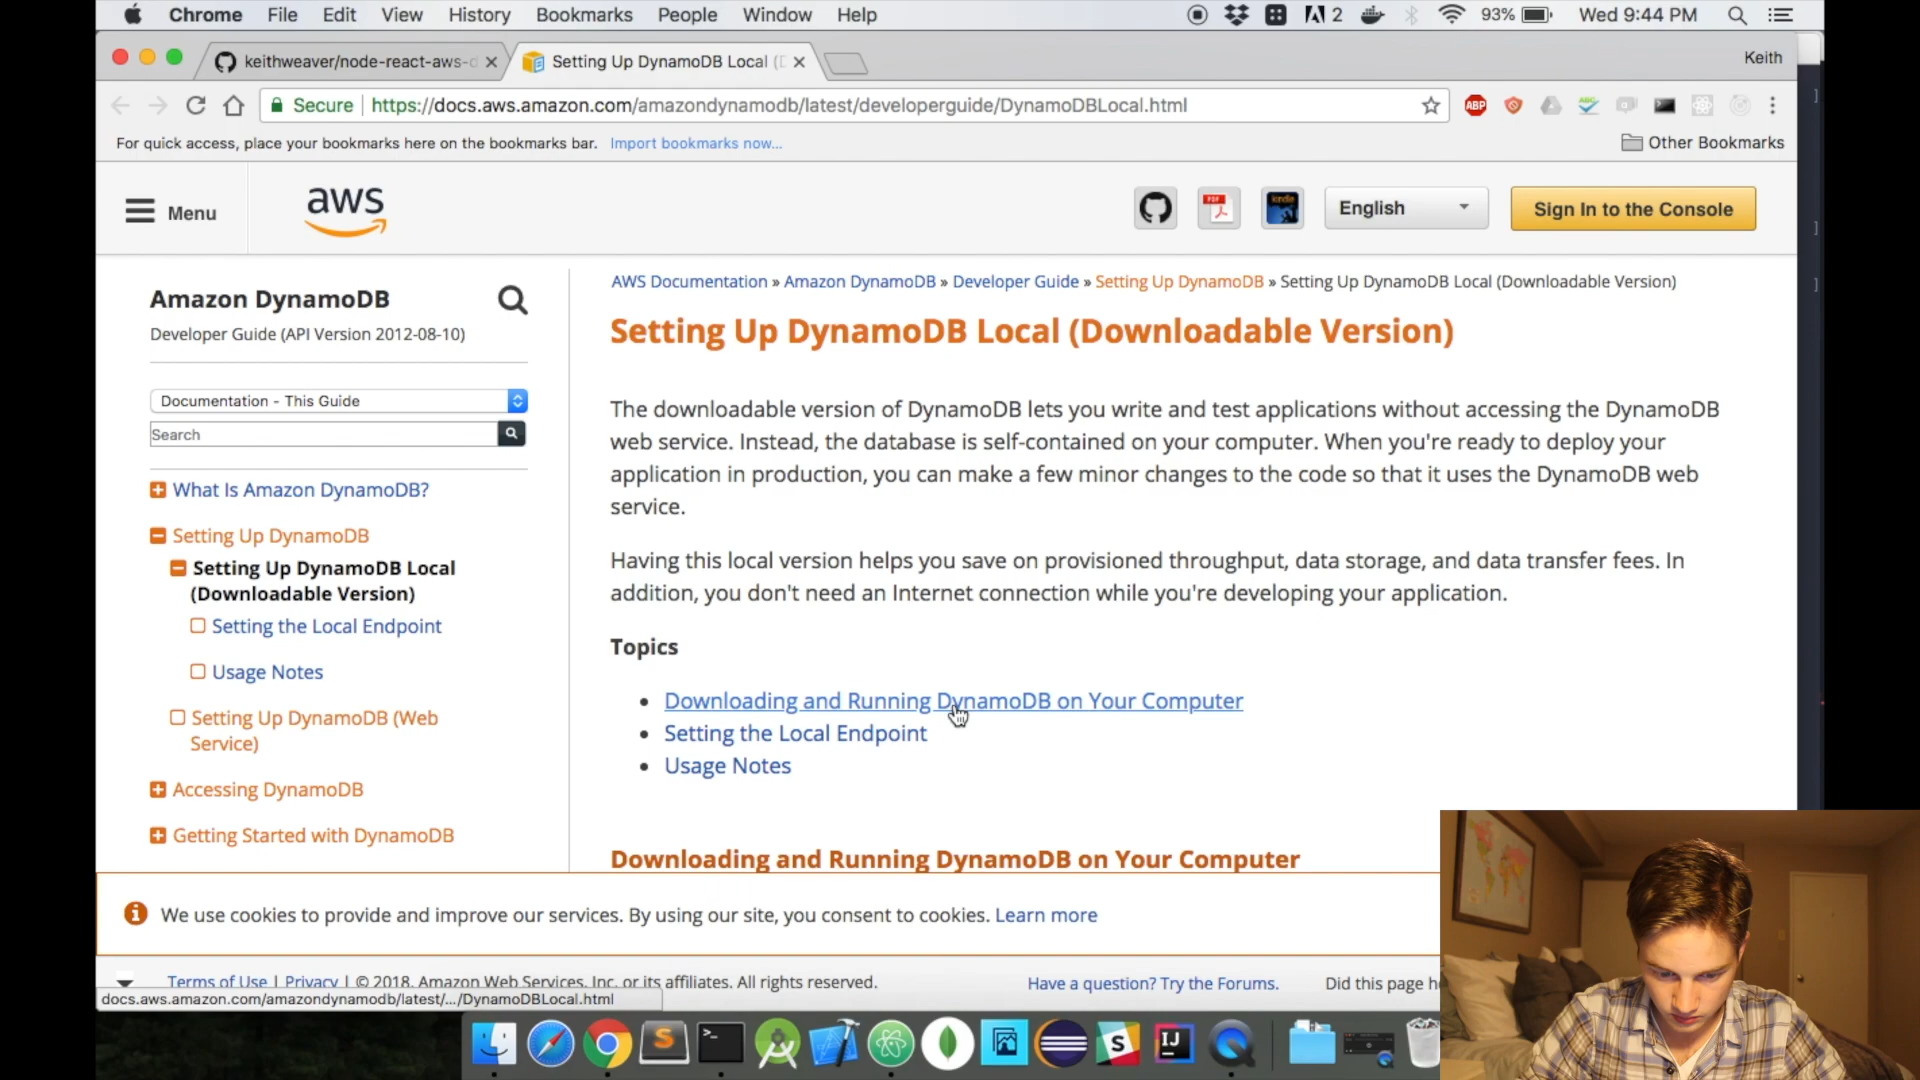 Chrome File Edit View History Bookmarks People Window Help 2 93% Wed 9:44 PM
keithweaver/node-react-aws-d Setting Up DynamoDB Local (D Keith
Secure https://docs.aws.amazon.com/amazondynamodb/latest/developerguide/DynamoDBLocal.html ABP
For quick access, place your bookmarks here on the bookmarks bar. Import bookmarks now... Other Bookmarks
Menu aws PDF kindle English Sign In to the Console
AWS Documentation » Amazon DynamoDB » Developer Guide » Setting Up DynamoDB » Setting Up DynamoDB Local (Downloadable Version)
Amazon DynamoDB
Developer Guide (API Version 2012-08-10)
Documentation - This Guide
Search
What Is Amazon DynamoDB?
Setting Up DynamoDB
Setting Up DynamoDB Local
(Downloadable Version)
Setting the Local Endpoint
Usage Notes
Setting Up DynamoDB (Web
Service)
Accessing DynamoDB
Getting Started with DynamoDB
Setting Up DynamoDB Local (Downloadable Version)
The downloadable version of DynamoDB lets you write and test applications without accessing the DynamoDB
web service. Instead, the database is self-contained on your computer. When you're ready to deploy your
application in production, you can make a few minor changes to the code so that it uses the DynamoDB web
service.
Having this local version helps you save on provisioned throughput, data storage, and data transfer fees. In
addition, you don't need an Internet connection while you're developing your application.
Topics
Downloading and Running DynamoDB on Your Computer
Setting the Local Endpoint
Usage Notes
Downloading and Running DynamoDB on Your Computer
We use cookies to provide and improve our services. By using our site, you consent to cookies. Learn more
Terms of Use | Privacy | © 2018, Amazon Web Services, Inc. or its affiliates. All rights reserved. Have a question? Try the Forums. Did this page
docs.aws.amazon.com/amazondynamodb/latest/.../DynamoDBLocal.html
S S IJ